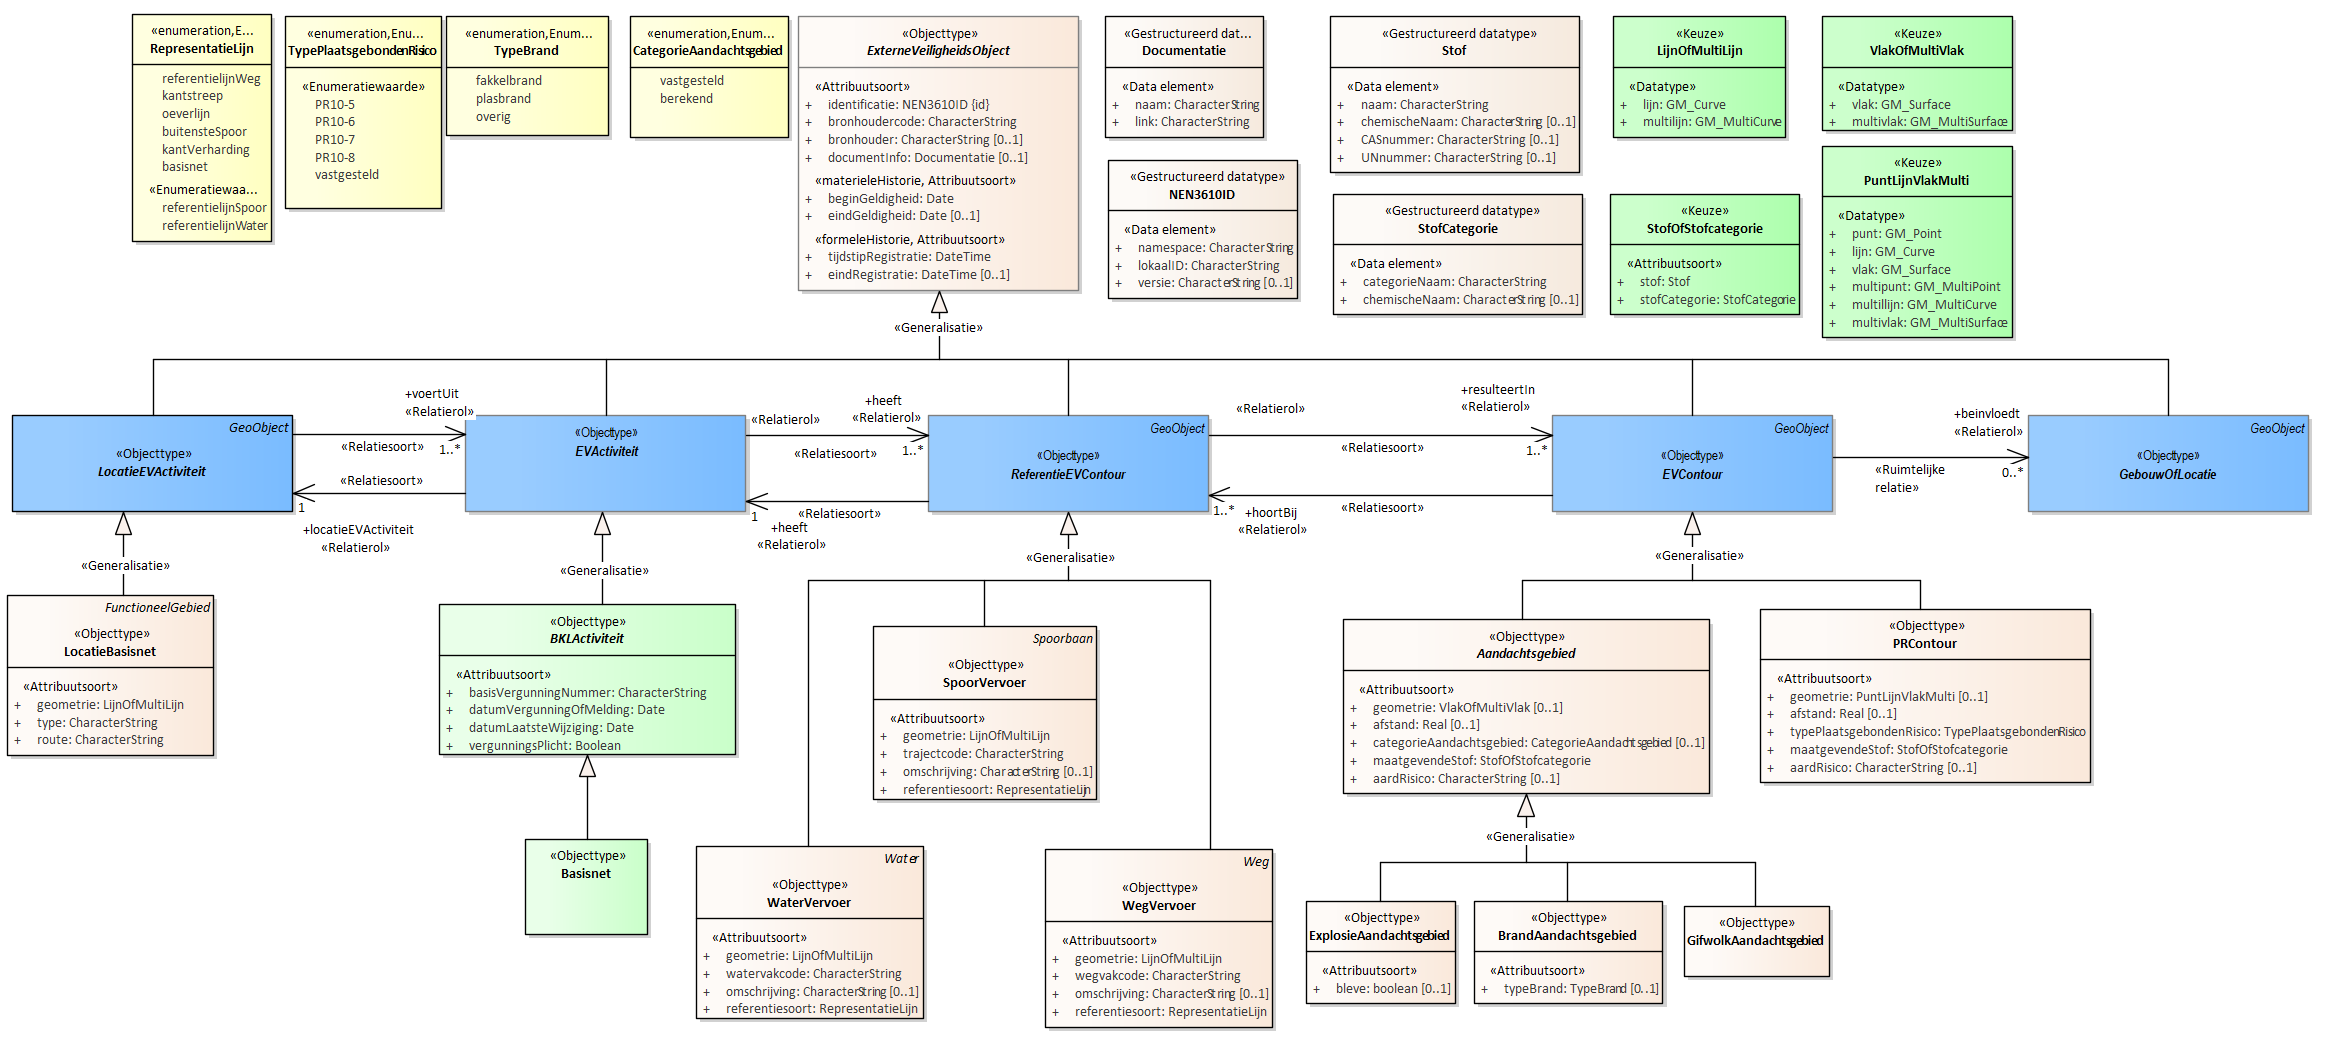 «enumeration,E...
RepresentatieLijn
referentielijnWeg
kantstreep
oeverlijn
buitensteSpoor
kantVerharding
basisnet
«Enumeratiewaa...
referentielijnSpoor
referentielijnWater
«enumeration,Enu...
TypePlaatsgebondenRisico
«Enumeratiewaarde»
PR10-5
PR10-6
PR10-7
PR10-8
vastgesteld
«enumeration,Enum...
TypeBrand
fakkelbrand
plasbrand
overig
«enumeration,Enum...
CategorieAandachtsgebied
vastgesteld
berekend
«Objecttype»
ExterneVeiligheidsObject
«Attribuutsoort»
+ identificatie: NEN3610ID {id}
+ bronhoudercode: CharacterString
+ bronhouder: CharacterString [0..1]
+ documentInfo: Documentatie [0..1]
«materieleHistorie, Attribuutsoort»
+ beginGeldigheid: Date
+ eindGeldigheid: Date [0..1]
«formeleHistorie, Attribuutsoort»
+ tijdstipRegistratie: DateTime
+ eindRegistratie: DateTime [0..1]
«Gestructureerd dat...
Documentatie
«Data element»
+ naam: CharacterString
+ link: CharacterString
«Gestructureerd datatype»
NEN3610ID
«Data element»
+ namespace: CharacterString
+ lokaalID: CharacterString
+ versie: CharacterString [0..1]
«Gestructureerd datatype»
Stof
«Data element»
+ naam: CharacterString
+ chemischeNaam: CharacterString [0..1]
+ CASnummer: CharacterString [0..1]
+ UNnummer: CharacterString [0..1]
«Gestructureerd datatype»
StofCategorie
«Data element»
+ categorieNaam: CharacterString
+ chemischeNaam: CharacterString [0..1]
«Keuze»
LijnOfMultiLijn
«Datatype»
+ lijn: GM_Curve
+ multilijn: GM_MultiCurve
«Keuze»
StofOfStofcategorie
«Attribuutsoort»
+ stof: Stof
+ stofCategorie: StofCategorie
«Keuze»
VlakOfMultiVlak
«Datatype»
+ vlak: GM_Surface
+ multivlak: GM_MultiSurface
«Keuze»
PuntLijnVlakMulti
«Datatype»
+ punt: GM_Point
+ lijn: GM_Curve
+ vlak: GM_Surface
+ multipunt: GM_MultiPoint
+ multillijn: GM_MultiCurve
+ multivlak: GM_MultiSurface
«Generalisatie»
GeoObject
«Objecttype»
LocatieEVActiviteit
+voertUit
«Relatierol»
«Relatiesoort»
1..*
«Relatiesoort»
1
+locatieEVActiviteit
«Relatierol»
«Objecttype»
EVActiviteit
«Relatierol»
+heeft
«Relatierol»
«Relatiesoort»
1..*
«Relatiesoort»
1
+heeft
«Relatierol»
GeoObject
«Objecttype»
ReferentieEVContour
«Relatierol»
+resulteertIn
«Relatierol»
«Relatiesoort»
1..*
«Relatiesoort»
1..*
+hoortBij
«Relatierol»
GeoObject
«Objecttype»
EVContour
+beinvloedt
«Relatierol»
«Ruimtelijke
relatie»
0..*
GeoObject
«Objecttype»
GebouwOfLocatie
«Generalisatie»
«Generalisatie»
«Generalisatie»
«Generalisatie»
FunctioneelGebied
«Objecttype»
LocatieBasisnet
«Attribuutsoort»
+ geometrie: LijnOfMultiLijn
+ type: CharacterString
+ route: CharacterString
«Objecttype»
BKLActiviteit
«Attribuutsoort»
+ basisVergunningNummer: CharacterString
+ datumVergunningOfMelding: Date
+ datumLaatsteWijziging: Date
+ vergunningsPlicht: Boolean
«Objecttype»
Basisnet
Spoorbaan
«Objecttype»
SpoorVervoer
«Attribuutsoort»
+ geometrie: LijnOfMultiLijn
+ trajectcode: CharacterString
+ omschrijving: CharacterString [0..1]
+ referentiesoort: RepresentatieLijn
Water
«Objecttype»
WaterVervoer
«Attribuutsoort»
+ geometrie: LijnOfMultiLijn
+ watervakcode: CharacterString
+ omschrijving: CharacterString [0..1]
+ referentiesoort: RepresentatieLijn
Weg
«Objecttype»
WegVervoer
«Attribuutsoort»
+ geometrie: LijnOfMultiLijn
+ wegvakcode: CharacterString
+ omschrijving: CharacterString [0..1]
+ referentiesoort: RepresentatieLijn
«Objecttype»
Aandachtsgebied
«Attribuutsoort»
+ geometrie: VlakOfMultiVlak [0..1]
+ afstand: Real [0..1]
+ categorieAandachtsgebied: CategorieAandachtsgebied [0..1]
+ maatgevendeStof: StofOfStofcategorie
+ aardRisico: CharacterString [0..1]
«Objecttype»
PRContour
«Attribuutsoort»
+ geometrie: PuntLijnVlakMulti [0..1]
+ afstand: Real [0..1]
+ typePlaatsgebondenRisico: TypePlaatsgebondenRisico
+ maatgevendeStof: StofOfStofcategorie
+ aardRisico: CharacterString [0..1]
«Generalisatie»
«Objecttype»
ExplosieAandachtsgebied
«Attribuutsoort»
+ bleve: boolean [0..1]
«Objecttype»
BrandAandachtsgebied
«Attribuutsoort»
+ typeBrand: TypeBrand [0..1]
«Objecttype»
GifwolkAandachtsgebied